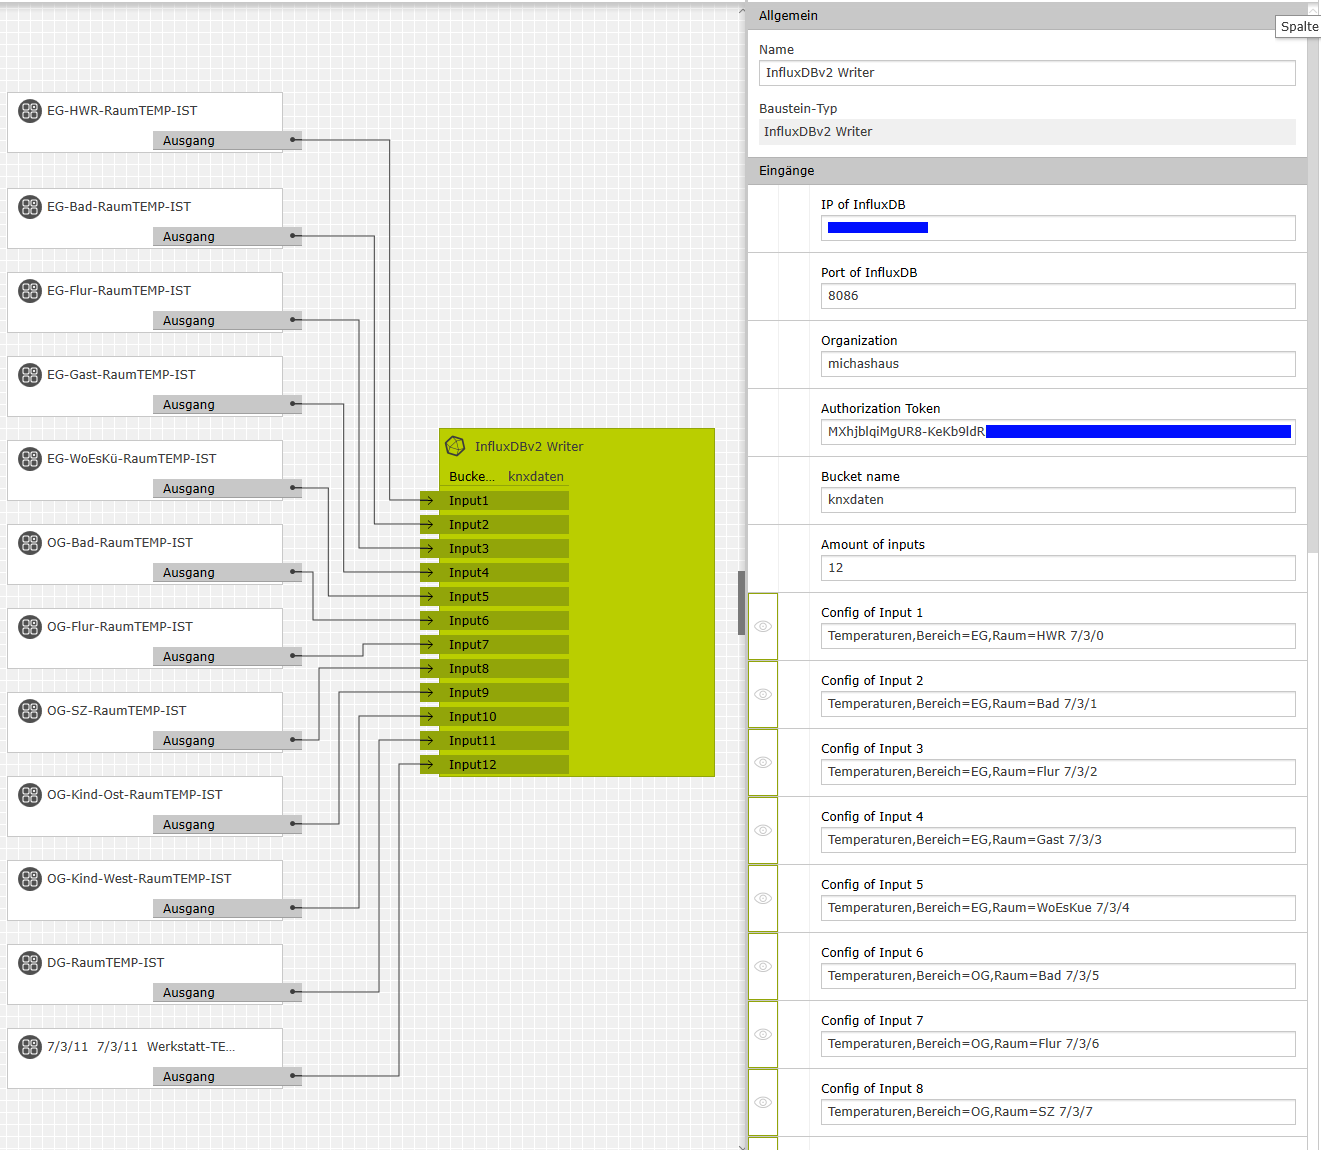 EG-HWR-RaumTEMP-IST
Ausgang
EG-Bad-RaumTEMP-IST
Ausgang
EG-Flur-RaumTEMP-IST
Ausgang
EG-Gast-RaumTEMP-IST
Ausgang
EG-WoEsKü-RaumTEMP-IST
Ausgang
OG-Bad-RaumTEMP-IST
Ausgang
OG-Flur-RaumTEMP-IST
Ausgang
OG-SZ-RaumTEMP-IST
Ausgang
OG-Kind-Ost-RaumTEMP-IST
Ausgang
OG-Kind-West-RaumTEMP-IST
Ausgang
DG-RaumTEMP-IST
Ausgang
7/3/11 7/3/11 Werkstatt-TE...
Ausgang
InfluxDBv2 Writer
Bucke... knxdaten
Input1
Input2
Input3
Input4
Input5
Input6
Input7
Input8
Input9
Input10
Input11
Input12
Allgemein
Spalte
Name
InfluxDBv2 Writer
Baustein-Typ
InfluxDBv2 Writer
Eingänge
IP of InfluxDB
Port of InfluxDB
8086
Organization
michashaus
Authorization Token
MXhjblqiMgUR8-KeKb9ldR
Bucket name
knxdaten
Amount of inputs
12
Config of Input 1
Temperaturen,Bereich=EG,Raum=HWR 7/3/0
Config of Input 2
Temperaturen,Bereich=EG,Raum=Bad 7/3/1
Config of Input 3
Temperaturen,Bereich=EG,Raum=Flur 7/3/2
Config of Input 4
Temperaturen,Bereich=EG,Raum=Gast 7/3/3
Config of Input 5
Temperaturen,Bereich=EG,Raum=WoEsKue 7/3/4
Config of Input 6
Temperaturen,Bereich=OG,Raum=Bad 7/3/5
Config of Input 7
Temperaturen,Bereich=OG,Raum=Flur 7/3/6
Config of Input 8
Temperaturen,Bereich=OG,Raum=SZ 7/3/7